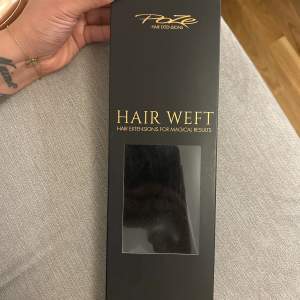 POZE
HAIR EXTENSIONS
HAIR WEFT
HAIR EXTENSIONS FOR MAGICAL RESULTS